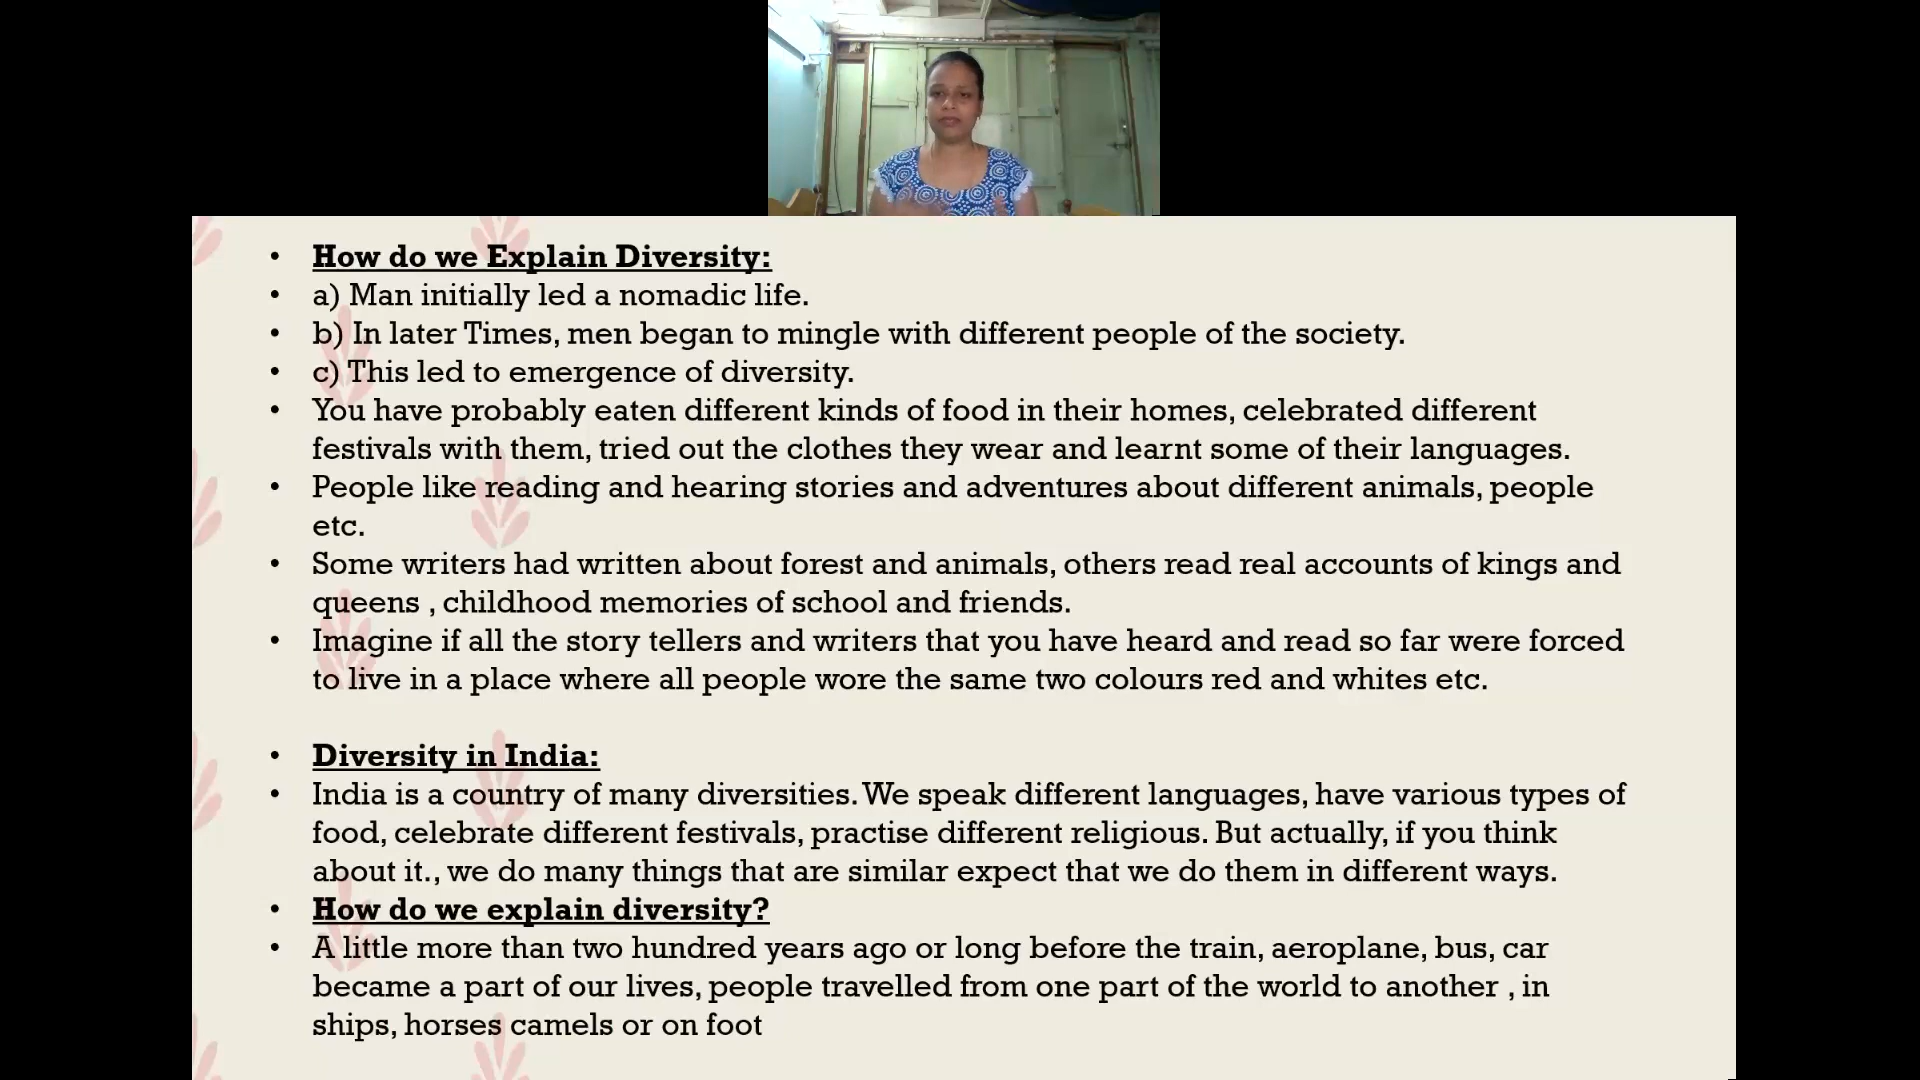 • How do we Explain Diversity:
• a) Man initially led a nomadic life.
• b) In later Times, men began to mingle with different people of the society.
• c) This led to emergence of diversity.
• You have probably eaten different kinds of food in their homes, celebrated different
festivals with them, tried out the clothes they wear and learnt some of their languages.
• People like reading and hearing stories and adventures about different animals, people
etc.
• Some writers had written about forest and animals, others read real accounts of kings and
queens , childhood memories of school and friends.
• Imagine if all the story tellers and writers that you have heard and read so far were forced
to live in a place where all people wore the same two colours red and whites etc.
• Diversity in India:
• India is a country of many diversities. We speak different languages, have various types of
food, celebrate different festivals, practise different religious. But actually, if you think
about it., we do many things that are similar expect that we do them in different ways.
• How do we explain diversity?
• A little more than two hundred years ago or long before the train, aeroplane, bus, car
became a part of our lives, people travelled from one part of the world to another , in
ships, horses camels or on foot